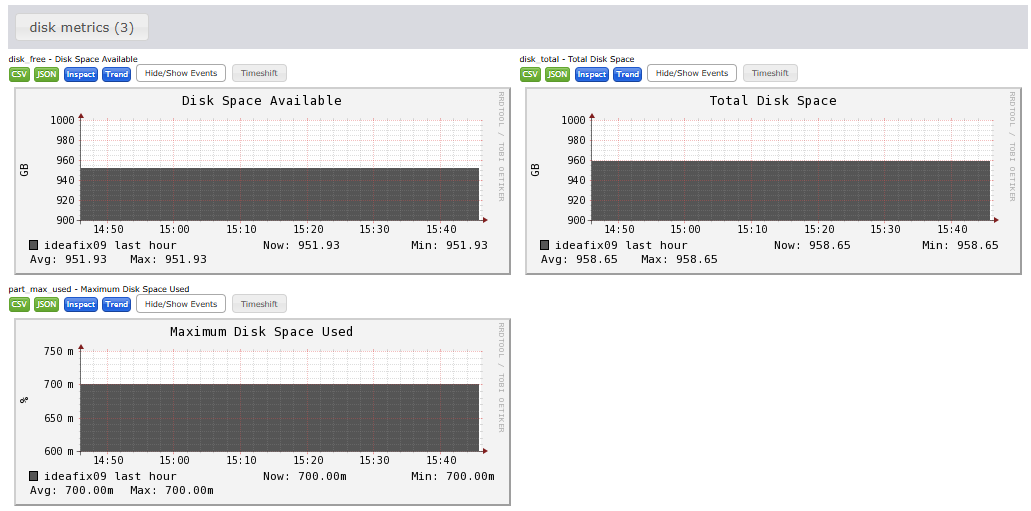 disk metrics (3)
disk_free - Disk Space Available
CSV JSON Inspect Trend Hide/Show Events Timeshift
Disk Space Available
RRDTOOL / TOBI OETIKER
GB
1000
980
960
940
920
900
14:50 15:00 15:10 15:20 15:30 15:40
ideafix09 last hour Now: 951.93 Min: 951.93
Avg: 951.93 Max: 951.93
disk_total - Total Disk Space
CSV JSON Inspect Trend Hide/Show Events Timeshift
Total Disk Space
RRDTOOL / TOBI OETIKER
GB
1000
980
960
940
920
900
14:50 15:00 15:10 15:20 15:30 15:40
ideafix09 last hour Now: 958.65 Min: 958.65
Avg: 958.65 Max: 958.65
part_max_used - Maximum Disk Space Used
CSV JSON Inspect Trend Hide/Show Events Timeshift
Maximum Disk Space Used
RRDTOOL / TOBI OETIKER
%
750 m
700 m
650 m
600 m
14:50 15:00 15:10 15:20 15:30 15:40
ideafix09 last hour Now: 700.00m Min: 700.00m
Avg: 700.00m Max: 700.00m